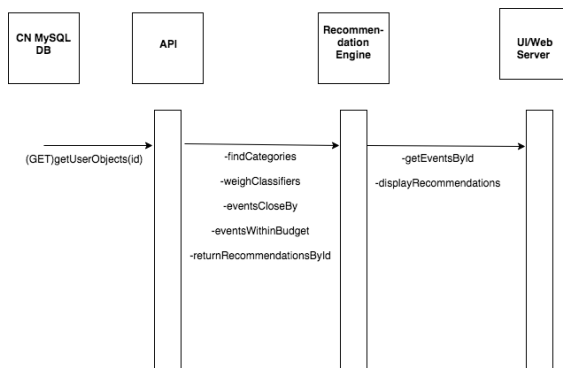 CN MySQL
DB
API
Recommen-
dation
Engine
UI/Web
Server
(GET)getUserObjects(id)
-findCategories
-weighClassifiers
-eventsCloseBy
-eventsWithinBudget
-returnRecommendationsById
-getEventsById
-displayRecommendations